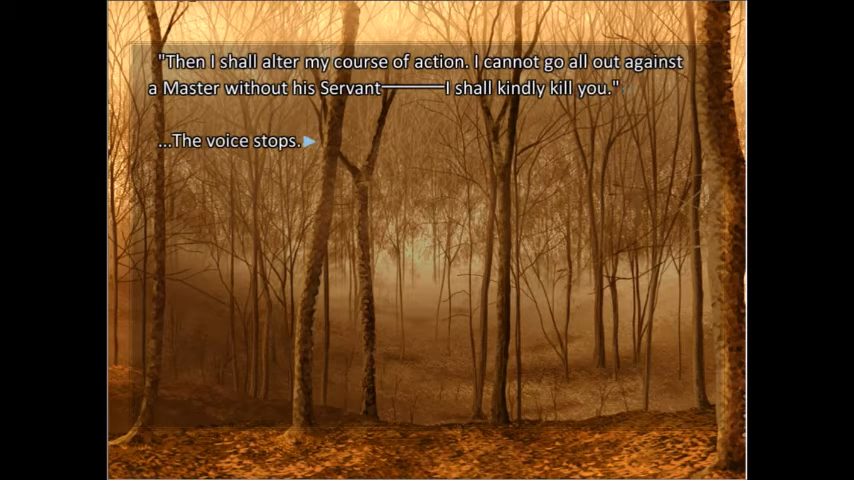 "Then I shall alter my course of action. I cannot go all out against
a Master without his Servant———I shall kindly kill you."
...The voice stops.